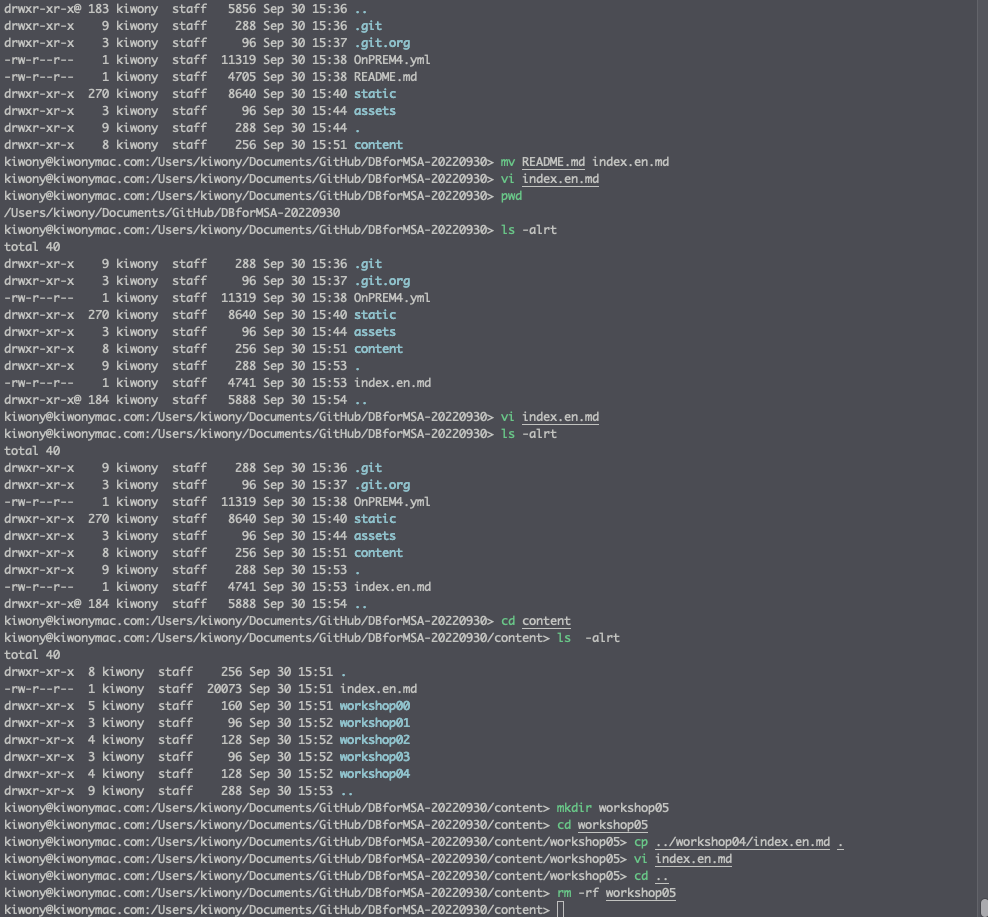 drwxr-xr-x@ 183 kiwony  staff   5856 Sep 30 15:36 ..
drwxr-xr-x    9 kiwony  staff    288 Sep 30 15:36 .git
drwxr-xr-x    3 kiwony  staff     96 Sep 30 15:37 .git.org
-rw-r--r--    1 kiwony  staff  11319 Sep 30 15:38 OnPREM4.yml
-rw-r--r--    1 kiwony  staff   4705 Sep 30 15:38 README.md
drwxr-xr-x  270 kiwony  staff   8640 Sep 30 15:40 static
drwxr-xr-x    3 kiwony  staff     96 Sep 30 15:44 assets
drwxr-xr-x    9 kiwony  staff    288 Sep 30 15:44 .
drwxr-xr-x    8 kiwony  staff    256 Sep 30 15:51 content
kiwony@kiwonymac.com:/Users/kiwony/Documents/GitHub/DBforMSA-20220930> mv README.md index.en.md
kiwony@kiwonymac.com:/Users/kiwony/Documents/GitHub/DBforMSA-20220930> vi index.en.md
kiwony@kiwonymac.com:/Users/kiwony/Documents/GitHub/DBforMSA-20220930> pwd
/Users/kiwony/Documents/GitHub/DBforMSA-20220930
kiwony@kiwonymac.com:/Users/kiwony/Documents/GitHub/DBforMSA-20220930> ls -alrt
total 40
drwxr-xr-x    9 kiwony  staff    288 Sep 30 15:36 .git
drwxr-xr-x    3 kiwony  staff     96 Sep 30 15:37 .git.org
-rw-r--r--    1 kiwony  staff  11319 Sep 30 15:38 OnPREM4.yml
drwxr-xr-x  270 kiwony  staff   8640 Sep 30 15:40 static
drwxr-xr-x    3 kiwony  staff     96 Sep 30 15:44 assets
drwxr-xr-x    8 kiwony  staff    256 Sep 30 15:51 content
drwxr-xr-x    9 kiwony  staff    288 Sep 30 15:53 .
-rw-r--r--    1 kiwony  staff   4741 Sep 30 15:53 index.en.md
drwxr-xr-x@ 184 kiwony  staff   5888 Sep 30 15:54 ..
kiwony@kiwonymac.com:/Users/kiwony/Documents/GitHub/DBforMSA-20220930> vi index.en.md
kiwony@kiwonymac.com:/Users/kiwony/Documents/GitHub/DBforMSA-20220930> ls -alrt
total 40
drwxr-xr-x    9 kiwony  staff    288 Sep 30 15:36 .git
drwxr-xr-x    3 kiwony  staff     96 Sep 30 15:37 .git.org
-rw-r--r--    1 kiwony  staff  11319 Sep 30 15:38 OnPREM4.yml
drwxr-xr-x  270 kiwony  staff   8640 Sep 30 15:40 static
drwxr-xr-x    3 kiwony  staff     96 Sep 30 15:44 assets
drwxr-xr-x    8 kiwony  staff    256 Sep 30 15:51 content
drwxr-xr-x    9 kiwony  staff    288 Sep 30 15:53 .
-rw-r--r--    1 kiwony  staff   4741 Sep 30 15:53 index.en.md
drwxr-xr-x@ 184 kiwony  staff   5888 Sep 30 15:54 ..
kiwony@kiwonymac.com:/Users/kiwony/Documents/GitHub/DBforMSA-20220930> cd content
kiwony@kiwonymac.com:/Users/kiwony/Documents/GitHub/DBforMSA-20220930/content> ls  -alrt
total 40
drwxr-xr-x  8 kiwony  staff    256 Sep 30 15:51 .
-rw-r--r--  1 kiwony  staff  20073 Sep 30 15:51 index.en.md
drwxr-xr-x  5 kiwony  staff    160 Sep 30 15:51 workshop00
drwxr-xr-x  3 kiwony  staff     96 Sep 30 15:52 workshop01
drwxr-xr-x  4 kiwony  staff    128 Sep 30 15:52 workshop02
drwxr-xr-x  3 kiwony  staff     96 Sep 30 15:52 workshop03
drwxr-xr-x  4 kiwony  staff    128 Sep 30 15:52 workshop04
drwxr-xr-x  9 kiwony  staff    288 Sep 30 15:53 ..
kiwony@kiwonymac.com:/Users/kiwony/Documents/GitHub/DBforMSA-20220930/content> mkdir workshop05
kiwony@kiwonymac.com:/Users/kiwony/Documents/GitHub/DBforMSA-20220930/content> cd workshop05
kiwony@kiwonymac.com:/Users/kiwony/Documents/GitHub/DBforMSA-20220930/content/workshop05> cp ../workshop04/index.en.md .
kiwony@kiwonymac.com:/Users/kiwony/Documents/GitHub/DBforMSA-20220930/content/workshop05> vi index.en.md
kiwony@kiwonymac.com:/Users/kiwony/Documents/GitHub/DBforMSA-20220930/content/workshop05> cd ..
kiwony@kiwonymac.com:/Users/kiwony/Documents/GitHub/DBforMSA-20220930/content> rm -rf workshop05
kiwony@kiwonymac.com:/Users/kiwony/Documents/GitHub/DBforMSA-20220930/content>